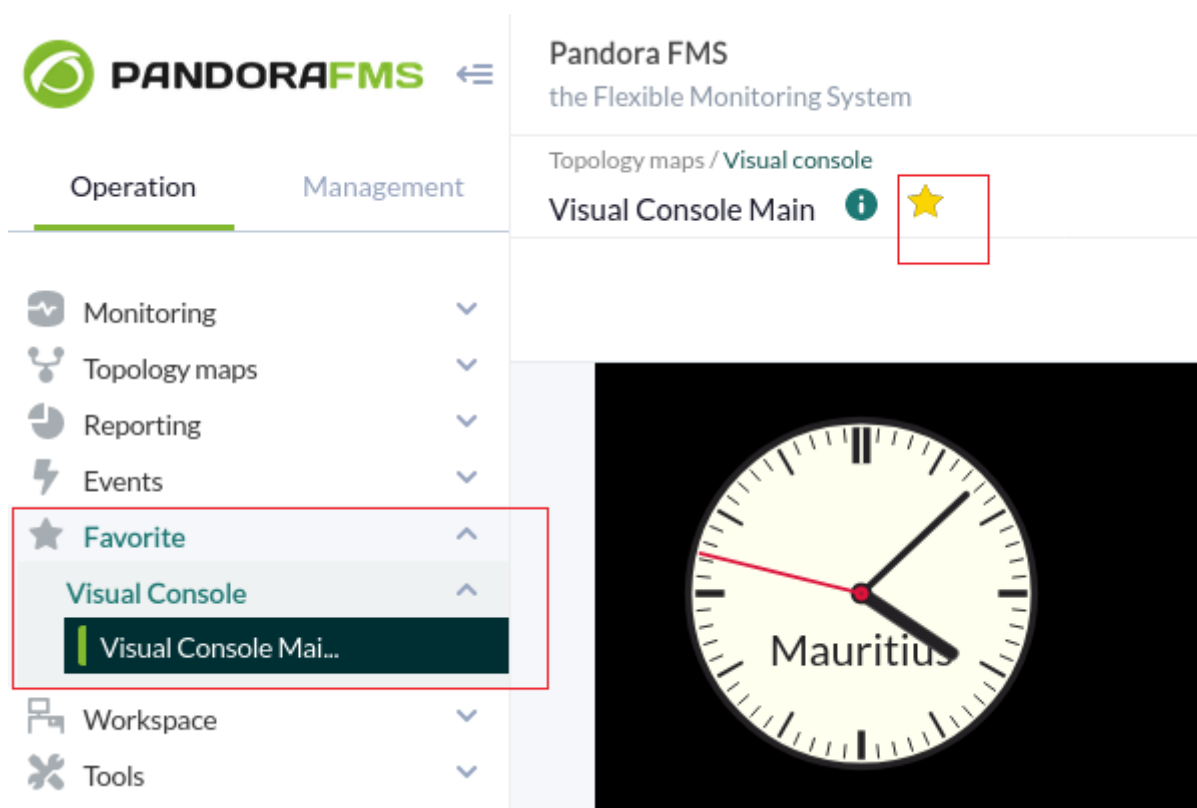 PANDORAFMS
Operation
Management
Monitoring
Topology maps
Reporting
Events
Favorite
Visual Console
Visual Console Mai...
Workspace
Tools
Pandora FMS
the Flexible Monitoring System
Topology maps / Visual console
Visual Console Main
Mauritius